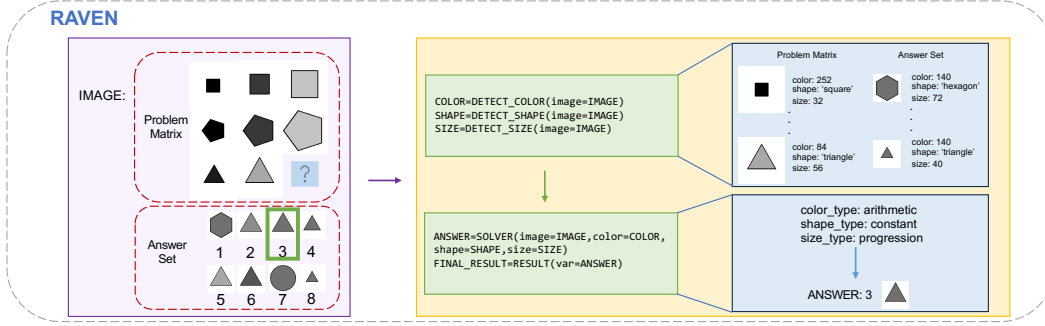 RAVEN
IMAGE:
Problem
Matrix
?
Answer
Set
1 2 3 4
5 6 7 8
COLOR=DETECT_COLOR(image=IMAGE)
SHAPE=DETECT_SHAPE(image=IMAGE)
SIZE=DETECT_SIZE(image=IMAGE)
ANSWER=SOLVER(image=IMAGE,color=COLOR,
shape=SHAPE,size=SIZE)
FINAL_RESULT=RESULT(var=ANSWER)
Problem Matrix
color: 252
shape: 'square'
size: 32
color: 84
shape: 'triangle'
size: 56
Answer Set
color: 140
shape: 'hexagon'
size: 72
color: 140
shape: 'triangle'
size: 40
color_type: arithmetic
shape_type: constant
size_type: progression
ANSWER: 3